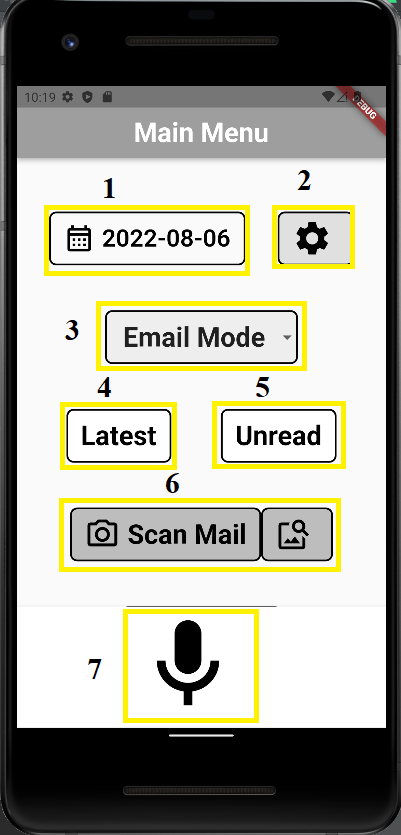 10:19
DEBUG
Main Menu
1
2
2022-08-06
3
Email Mode
4
5
Latest
Unread
6
Scan Mail
7